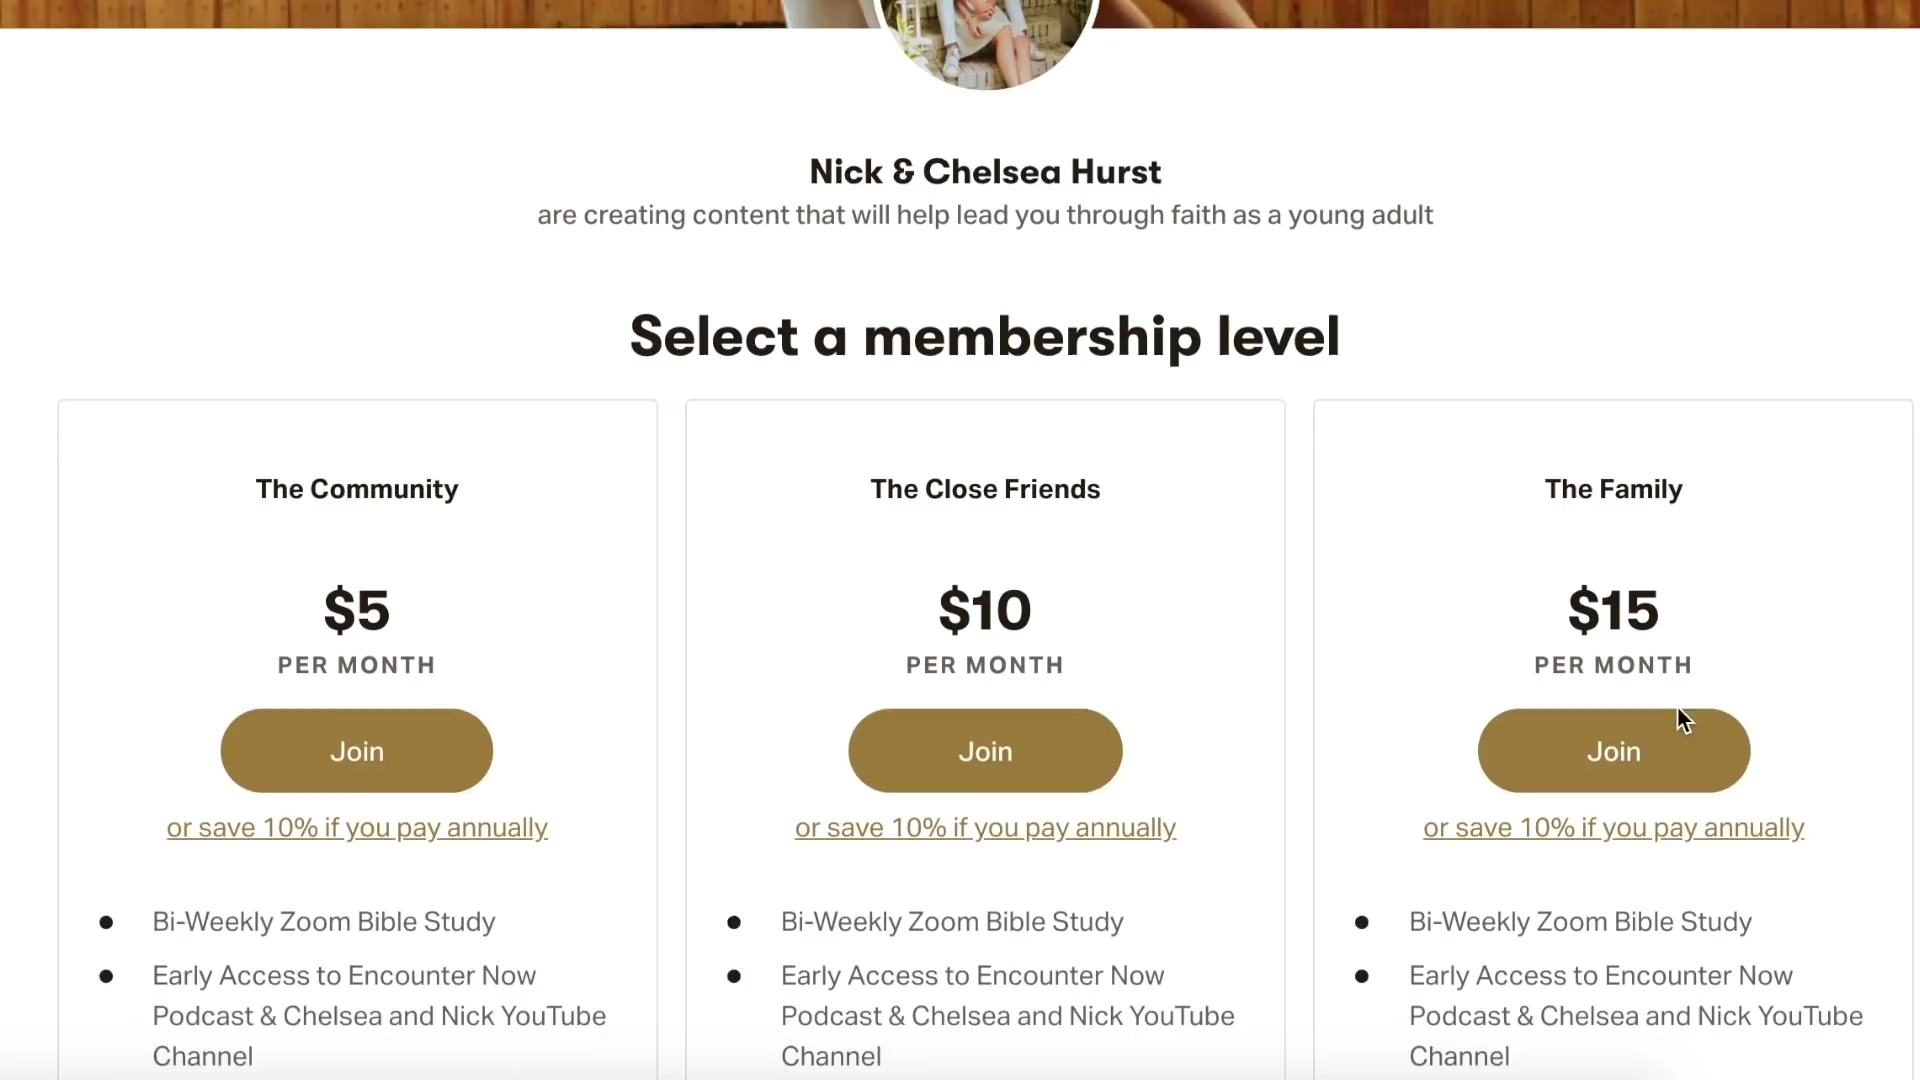 Nick & Chelsea Hurst
are creating content that will help lead you through faith as a young adult
Select a membership level
The Community
$5
PER MONTH
Join
or save 10% if you pay annually
Bi-Weekly Zoom Bible Study
Early Access to Encounter Now
Podcast & Chelsea and Nick YouTube
Channel
The Close Friends
$10
PER MONTH
Join
or save 10% if you pay annually
Bi-Weekly Zoom Bible Study
Early Access to Encounter Now
Podcast & Chelsea and Nick YouTube
Channel
The Family
$15
PER MONTH
Join
or save 10% if you pay annually
Bi-Weekly Zoom Bible Study
Early Access to Encounter Now
Podcast & Chelsea and Nick YouTube
Channel